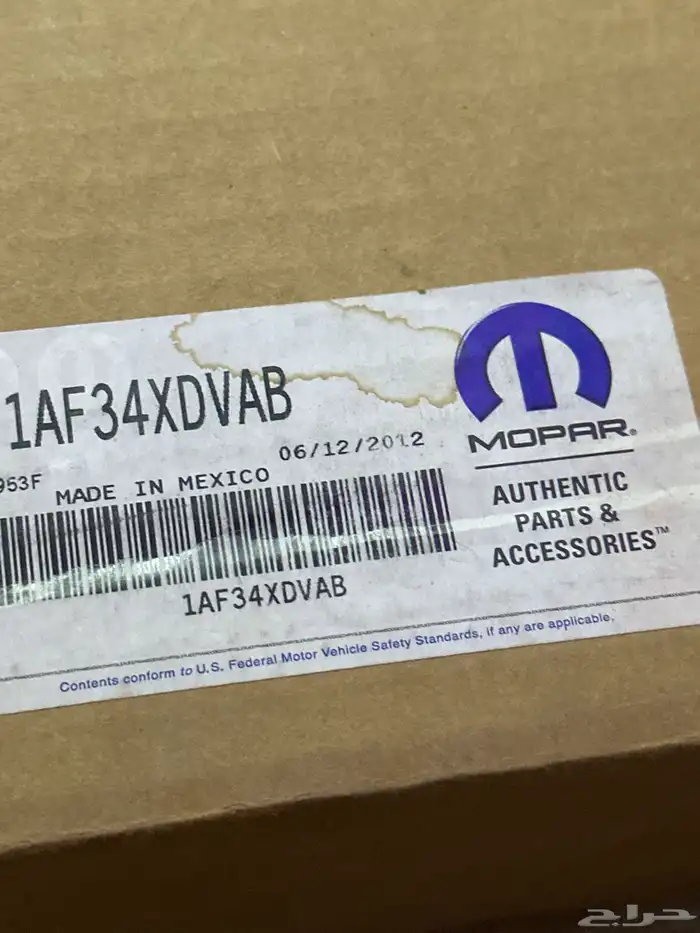 1AF34XDVAB
953F
MADE IN MEXICO
06/12/2012
1AF34XDVAB
MOPAR®
AUTHENTIC
PARTS &
ACCESSORIES™
Contents conform to U.S. Federal Motor Vehicle Safety Standards, if any are applicable.
حراج